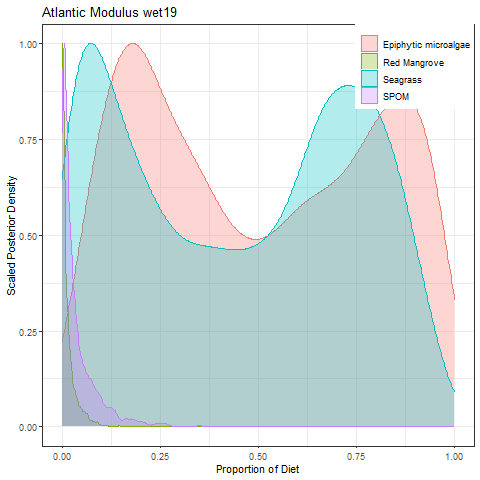 Atlantic Modulus wet19
Epiphytic microalgae
Red Mangrove
Seagrass
SPOM
1.00
0.75
0.50
0.25
0.00
Scaled Posterior Density
0.00 0.25 0.50 0.75 1.00
Proportion of Diet